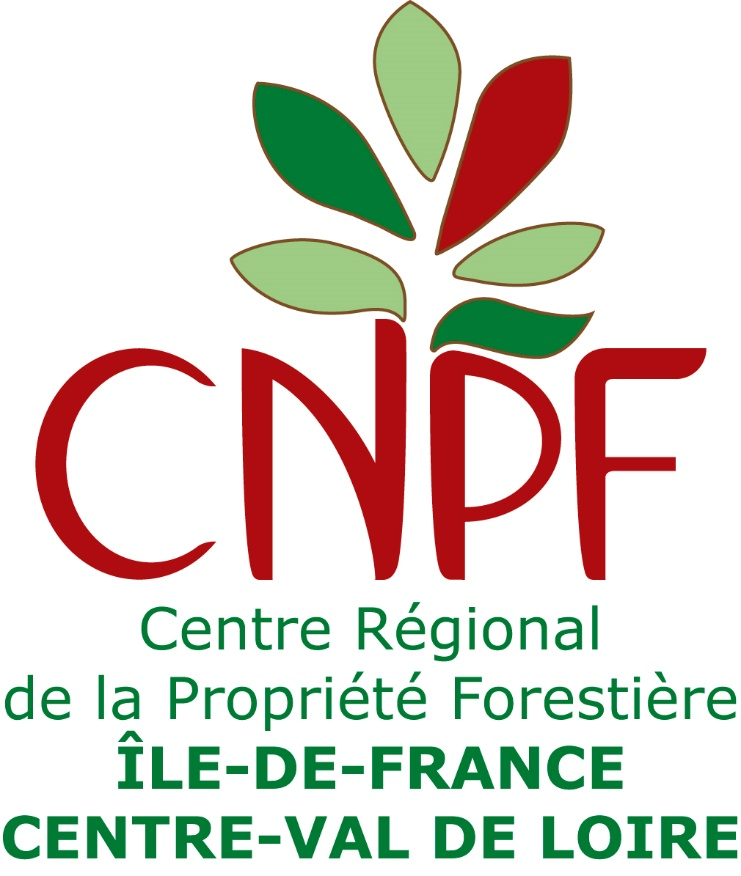 CNPF
Centre Régional
de la Propriété Forestière
ÎLE-DE-FRANCE
CENTRE-VAL DE LOIRE